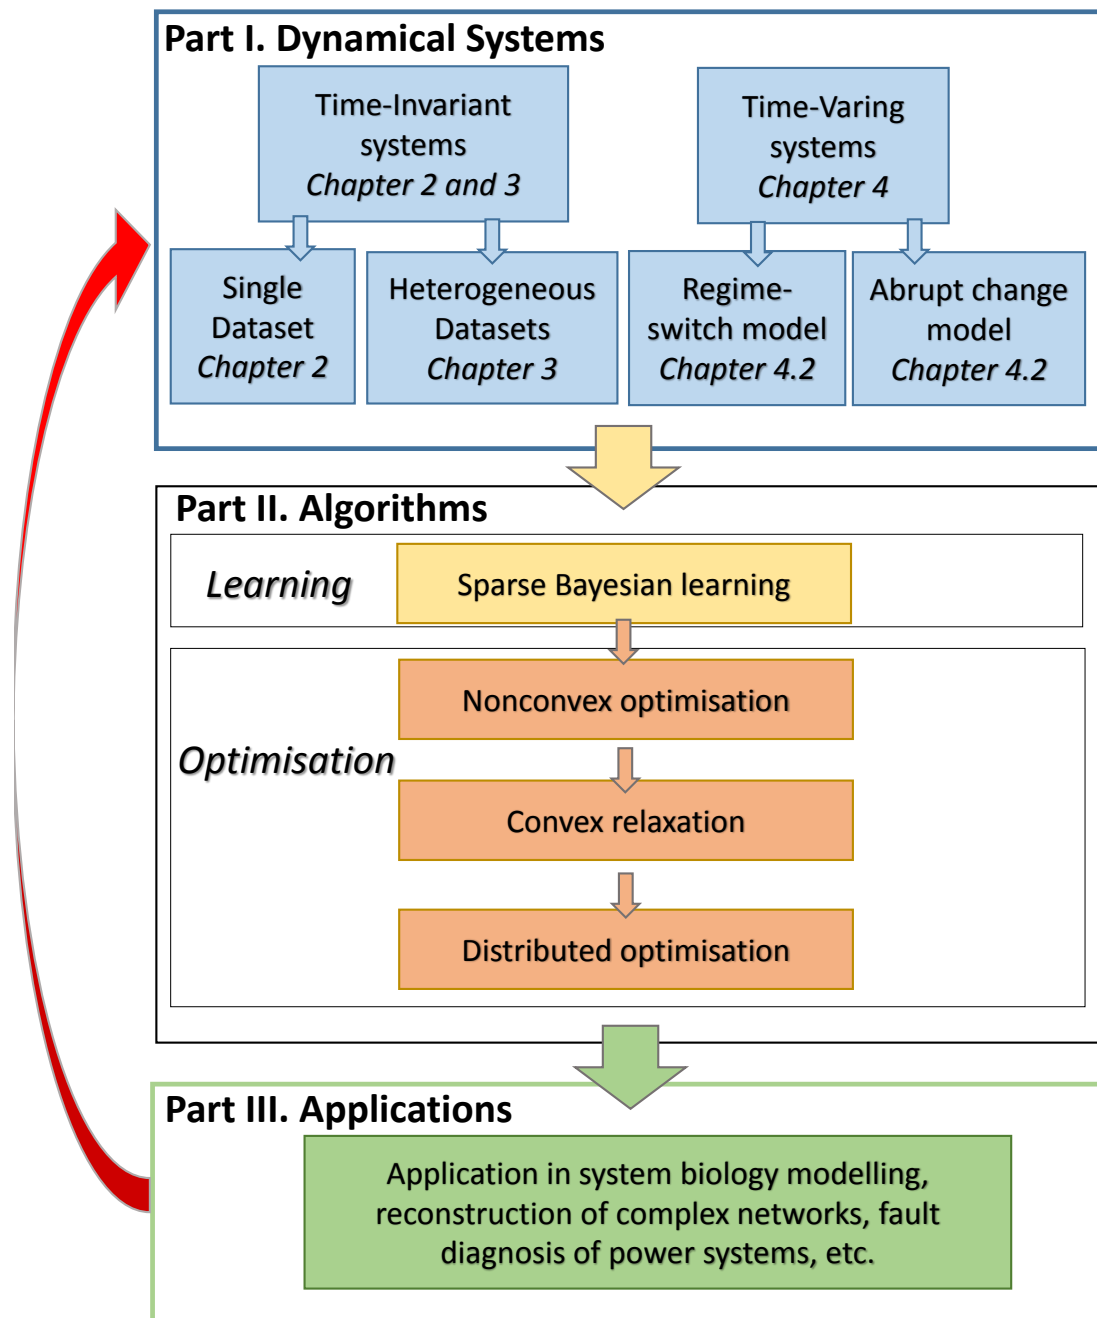 Part I. Dynamical Systems
Time-Invariant
systems
Chapter 2 and 3
Time-Varing
systems
Chapter 4
Single
Dataset
Chapter 2
Heterogeneous
Datasets
Chapter 3
Regime-
switch model
Chapter 4.2
Abrupt change
model
Chapter 4.2
Part II. Algorithms
Learning
Sparse Bayesian learning
Optimisation
Nonconvex optimisation
Convex relaxation
Distributed optimisation
Part III. Applications
Application in system biology modelling,
reconstruction of complex networks, fault
diagnosis of power systems, etc.